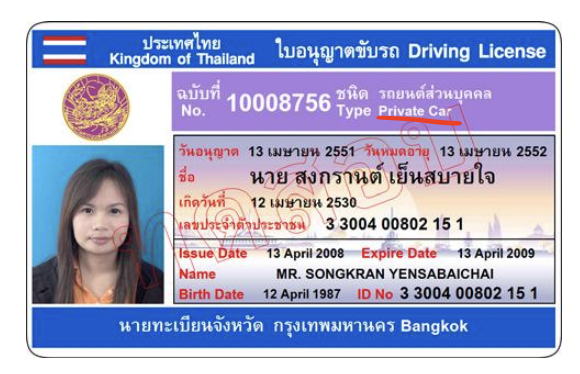 ประเทศไทย
Kingdom of Thailand
ใบอนุญาตขับรถ Driving License
ฉบับที่
No. 10008756
ชนิด รถยนต์ส่วนบุคคล
Type Private Car
วันอนุญาต 13 เมษายน 2551 วันหมดอายุ 13 เมษายน 2552
ชื่อ นาย สงกรานต์ เย็นสบายใจ
เกิดวันที่ 12 เมษายน 2530
เลขประจำตัวประชาชน 3 3004 00802 15 1
Issue Date 13 April 2008 Expire Date 13 April 2009
Name MR. SONGKRAN YENSABAICHAI
Birth Date 12 April 1987 ID No 3 3004 00802 15 1
นายทะเบียนจังหวัด กรุงเทพมหานคร Bangkok